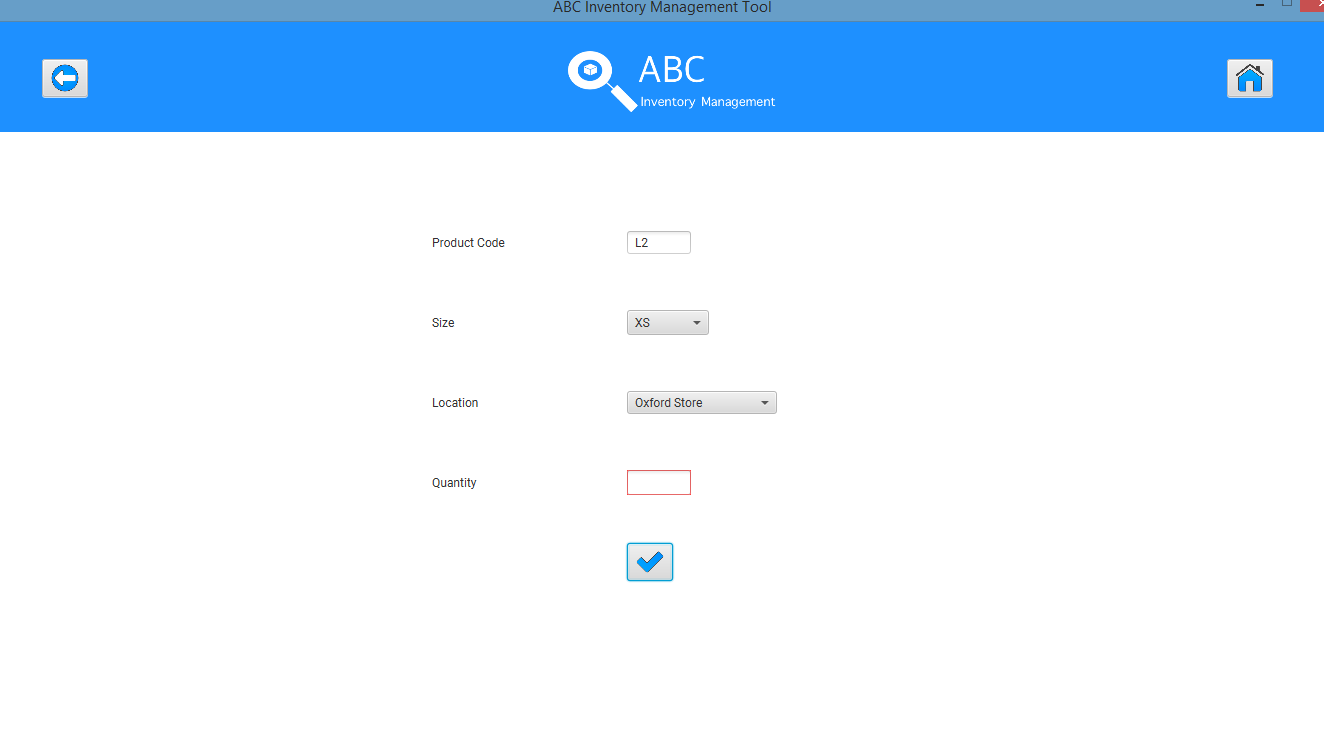 ABC Inventory Management Tool
ABC
Inventory Management
Product Code L2
Size XS
Location Oxford Store
Quantity